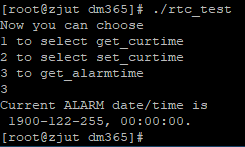 [root@zjut dm365]# ./rtc_test
Now you can choose
1 to select get_curtime
2 to select set_curtime
3 to get_alarmtime
3
Current ALARM date/time is
 1900-122-255, 00:00:00.
[root@zjut dm365]#